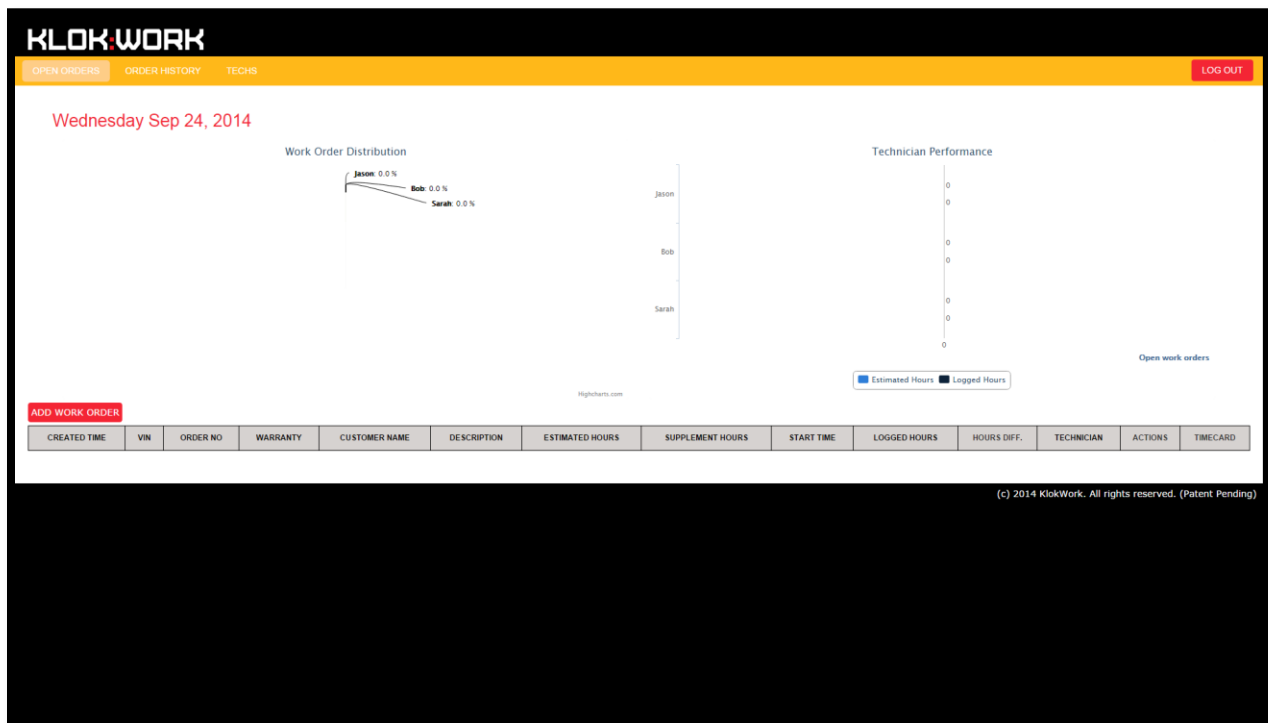 KLOK:WORK
OPEN ORDERS ORDER HISTORY TECHS LOG OUT
Wednesday Sep 24, 2014
Work Order Distribution
Jason: 0.0 %
Bob: 0.0 %
Sarah: 0.0 %
Highcharts.com
Technician Performance
Jason
0
0
Bob
0
0
Sarah
0
0
0
Estimated Hours Logged Hours
Open work orders
ADD WORK ORDER
CREATED TIME VIN ORDER NO WARRANTY CUSTOMER NAME DESCRIPTION ESTIMATED HOURS SUPPLEMENT HOURS START TIME LOGGED HOURS HOURS DIFF. TECHNICIAN ACTIONS TIMECARD
(c) 2014 KlokWork. All rights reserved. (Patent Pending)